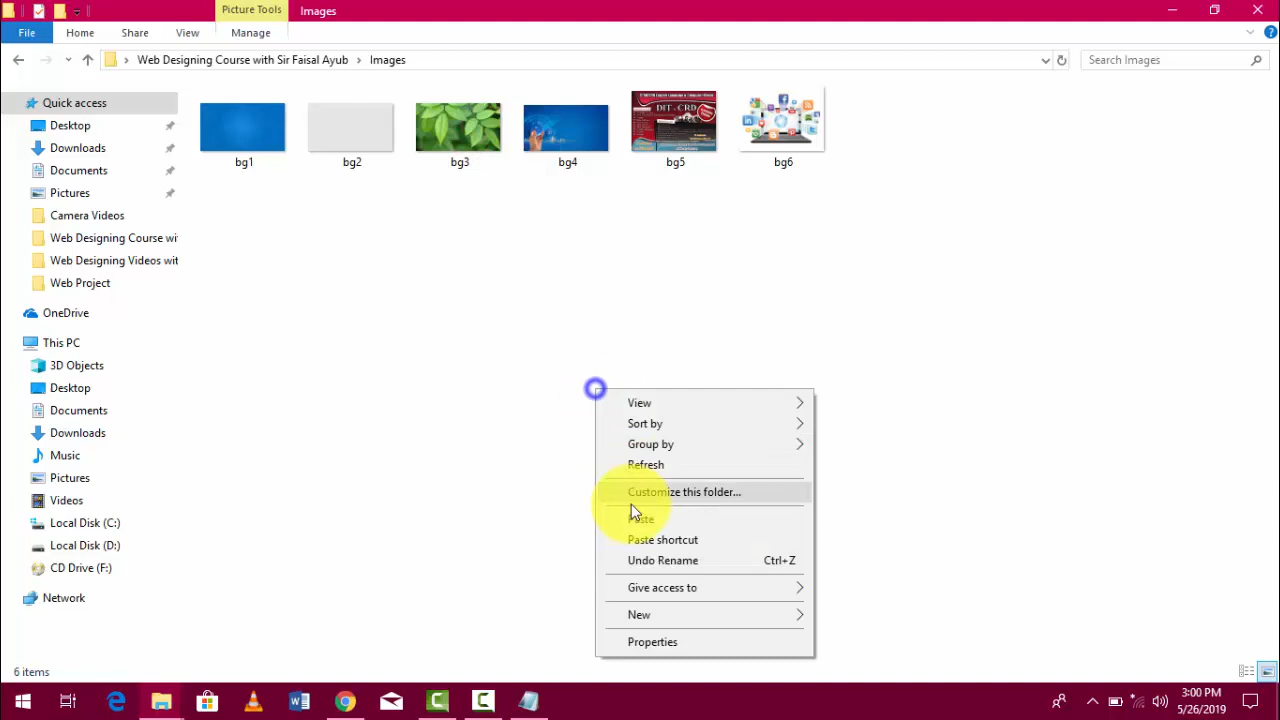 Picture Tools
Images
File
Home
Share
View
Manage
Web Designing Course with Sir Faisal Ayub
Images
Search Images
Quick access
Desktop
Downloads
Documents
Pictures
Camera Videos
Web Designing Course wi
Web Designing Videos wit
Web Project
OneDrive
This PC
3D Objects
Desktop
Documents
Downloads
Music
Pictures
Videos
Local Disk (C:)
Local Disk (D:)
CD Drive (F:)
Network
DIT - CRD
bg1
bg2
bg3
bg4
bg5
bg6
View
Sort by
Group by
Refresh
Customize this folder...
Paste
Paste shortcut
Undo Rename Ctrl+Z
Give access to
New
Properties
6 items
3:00 PM
5/26/2019